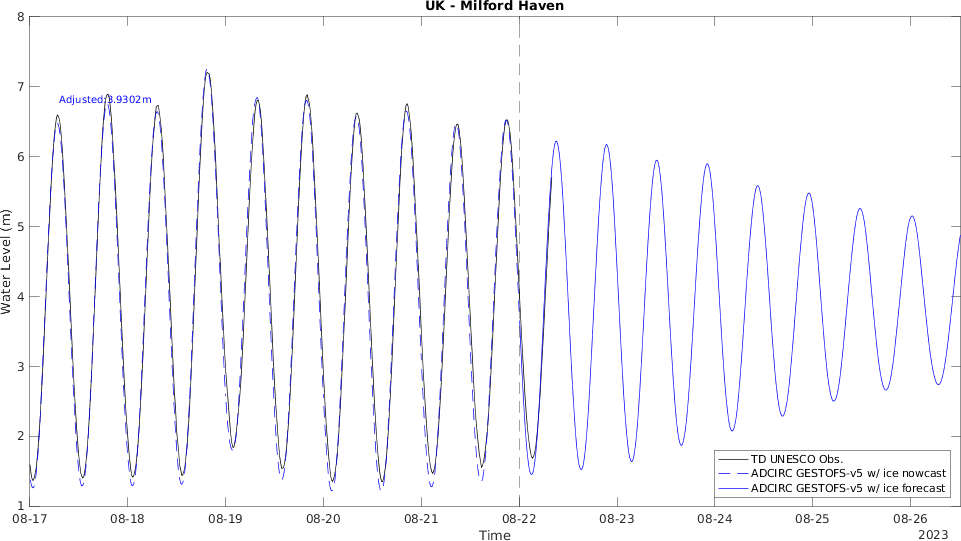 UK - Milford Haven
8
7
6
5
4
3
2
1
Water Level (m)
Adjusted:3.9302m
TD UNESCO Obs.
ADCIRC GESTOFS-v5 w/ ice nowcast
ADCIRC GESTOFS-v5 w/ ice forecast
08-17 08-18 08-19 08-20 08-21 08-22 08-23 08-24 08-25 08-26
Time
2023